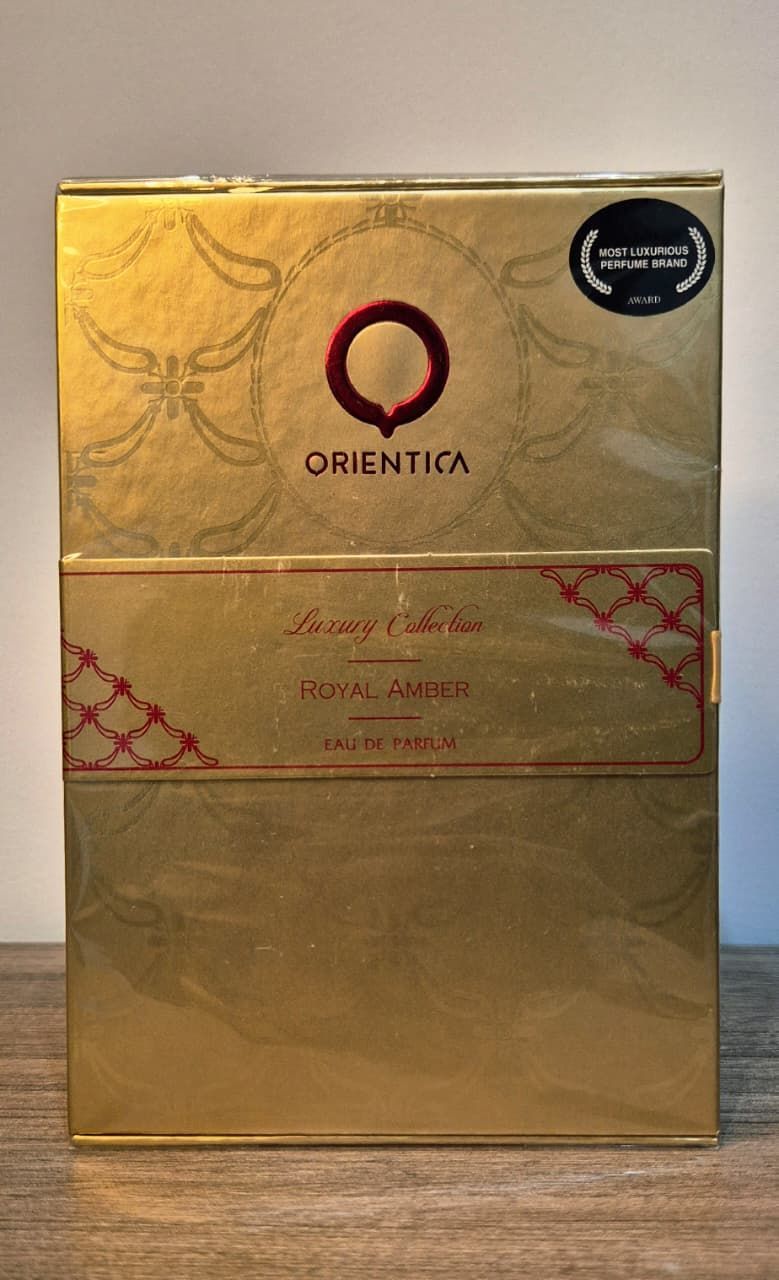 MOST LUXURIOUS
PERFUME BRAND
AWARD
ORIENTICA
Luxury Collection
ROYAL AMBER
EAU DE PARFUM